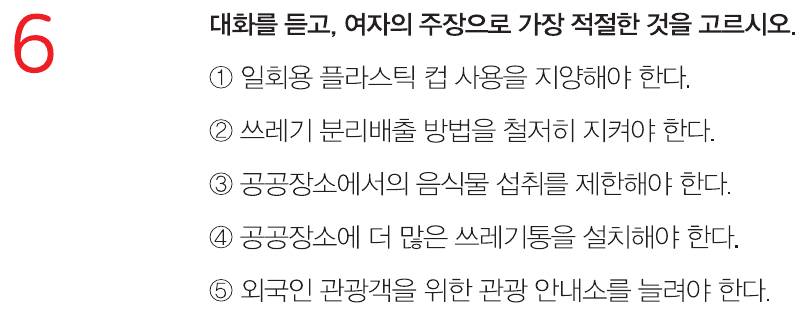 6
대화를 듣고, 여자의 주장으로 가장 적절한 것을 고르시오.
① 일회용 플라스틱 컵 사용을 지양해야 한다.
② 쓰레기 분리배출 방법을 철저히 지켜야 한다.
③ 공공장소에서의 음식물 섭취를 제한해야 한다.
④ 공공장소에 더 많은 쓰레기통을 설치해야 한다.
⑤ 외국인 관광객을 위한 관광 안내소를 늘려야 한다.